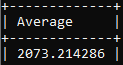 +-------------+
| Average     |
+-------------+
| 2073.214286 |